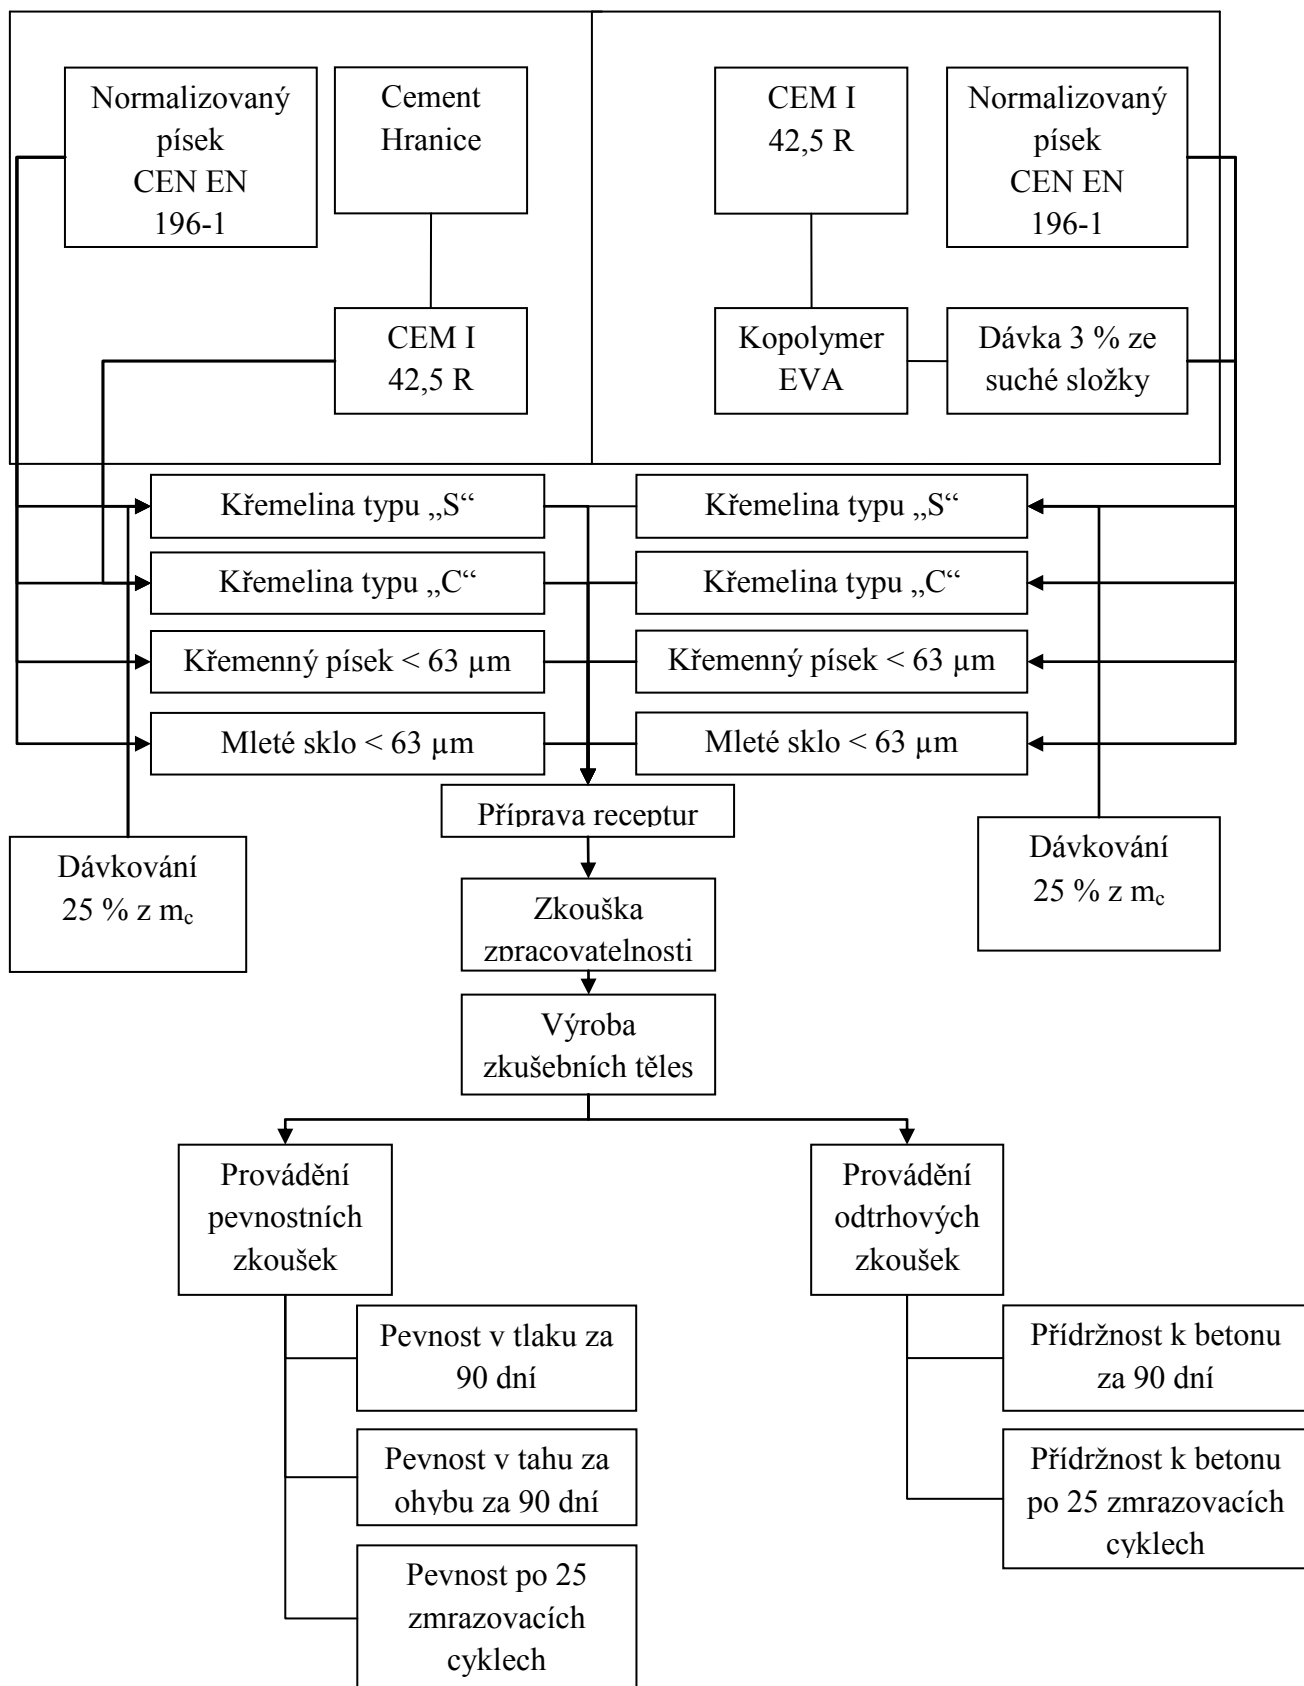 Normalizovaný
písek
CEN EN
196-1
Cement
Hranice
CEM I
42,5 R
Normalizovaný
písek
CEN EN
196-1
CEM I
42,5 R
Kopolymer
EVA
Dávka 3 % ze
suché složky
Křemelina typu „S“
Křemelina typu „S“
Křemelina typu „C“
Křemelina typu „C“
Křemenný písek < 63 µm
Křemenný písek < 63 µm
Mleté sklo < 63 µm
Mleté sklo < 63 µm
Příprava receptur
Dávkování
25 % z mc
Dávkování
25 % z mc
Zkouška
zpracovatelnosti
Výroba
zkušebních těles
Provádění
pevnostních
zkoušek
Provádění
odtrhových
zkoušek
Pevnost v tlaku za
90 dní
Pevnost v tahu za
ohybu za 90 dní
Pevnost po 25
zmrazovacích
cyklech
Přídržnost k betonu
za 90 dní
Přídržnost k betonu
po 25 zmrazovacích
cyklech